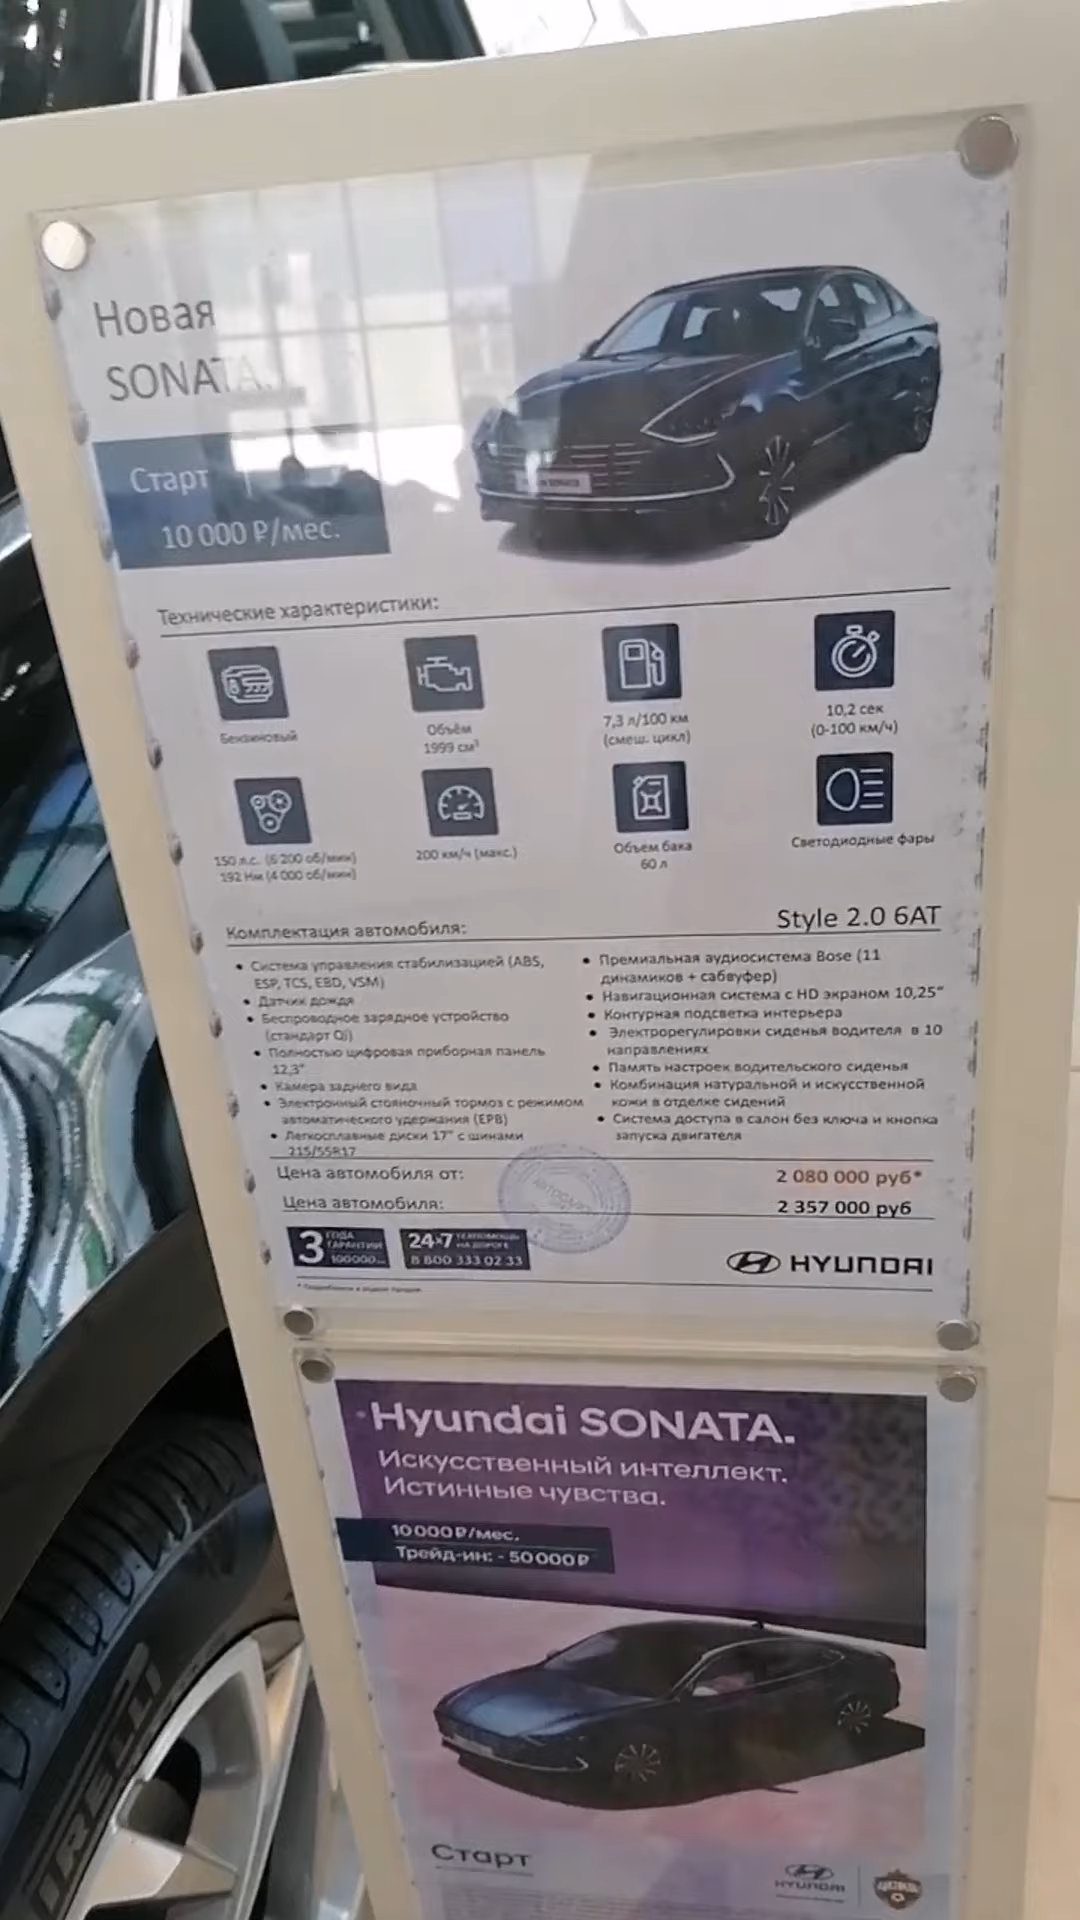 Новая
SONATA.
Старт
10 000 ₽/мес.
Технические характеристики:
Бензиновый
Объём
1999 см³
7,3 л/100 км
(смеш. цикл)
10,2 сек
(0-100 км/ч)
150 л.с. (6 200 об/мин)
192 Нм (4 000 об/мин)
200 км/ч (макс.)
Объем бака
60 л
Светодиодные фары
Комплектация автомобиля:
Style 2.0 6AT
• Система управления стабилизацией (ABS,
ESP, TCS, EBD, VSM)
• Датчик дождя
• Беспроводное зарядное устройство
(стандарт Qi)
• Полностью цифровая приборная панель
12,3"
• Камера заднего вида
• Электронный стояночный тормоз с режимом
автоматического удержания (EPB)
• Легкосплавные диски 17" с шинами
215/55R17
• Премиальная аудиосистема Bose (11
динамиков + сабвуфер)
• Навигационная система с HD экраном 10,25"
• Контурная подсветка интерьера
• Электрорегулировки сиденья водителя в 10
направлениях
• Память настроек водительского сиденья
• Комбинация натуральной и искусственной
кожи в отделке сидений
• Система доступа в салон без ключа и кнопка
запуска двигателя
Цена автомобиля от:
2 080 000 руб*
Цена автомобиля:
2 357 000 руб
АВТОСАЛОН
3 ГОДА
ГАРАНТИИ
100000
24×7 ТЕХПОМОЩЬ
НА ДОРОГЕ
8 800 333 02 33
HYUNDAI
Hyundai SONATA.
Искусственный интеллект.
Истинные чувства.
10 000 ₽/мес.
Трейд-ин: - 50 000 ₽
Старт
HYUNDAI
IRELLI